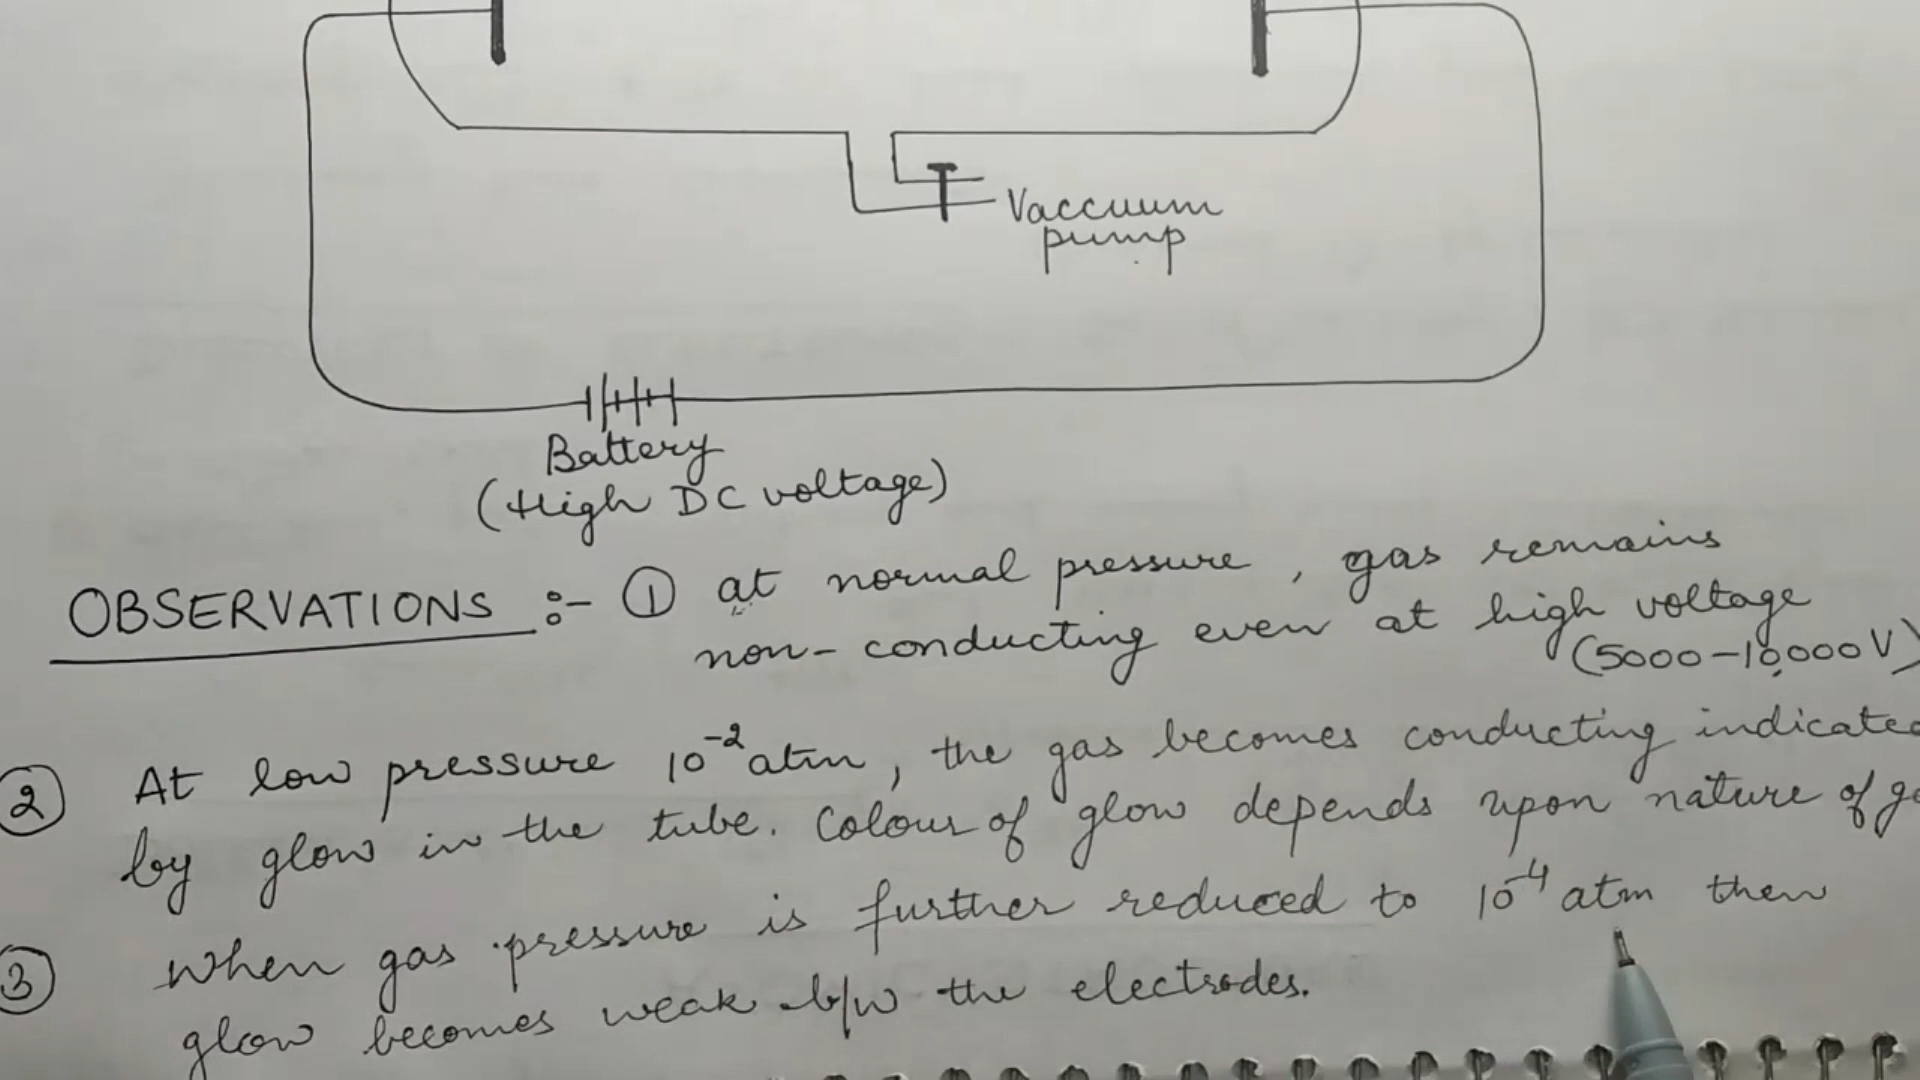 Vaccuum
pump
Battery
(High DC voltage)
OBSERVATIONS :- ① at normal pressure, gas remains
non-conducting even at high voltage
(5000-10,000V)
② At low pressure 10⁻² atm, the gas becomes conducting indicated
by glow in the tube. Colour of glow depends upon nature of ga
③ When gas pressure is further reduced to 10⁻⁴ atm then
glow becomes weak b/w the electrodes.